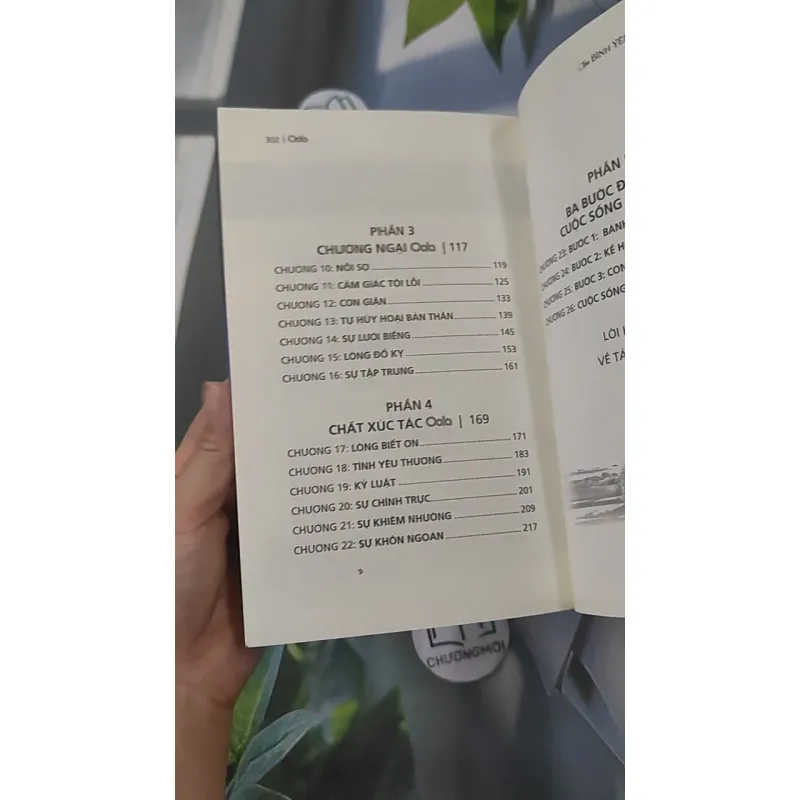 302 | Oola
PHẦN 3
CHƯỚNG NGẠI Oola | 117
CHƯƠNG 10: NỖI SỢ 119
CHƯƠNG 11: CẢM GIÁC TỘI LỖI 125
CHƯƠNG 12: CƠN GIẬN 133
CHƯƠNG 13: TỰ HỦY HOẠI BẢN THÂN 139
CHƯƠNG 14: SỰ LƯỜI BIẾNG 145
CHƯƠNG 15: LÒNG ĐỐ KỴ 153
CHƯƠNG 16: SỰ TẬP TRUNG 161
PHẦN 4
CHẤT XÚC TÁC Oola | 169
CHƯƠNG 17: LÒNG BIẾT ƠN 171
CHƯƠNG 18: TÌNH YÊU THƯƠNG 183
CHƯƠNG 19: KỶ LUẬT 191
CHƯƠNG 20: SỰ CHÍNH TRỰC 201
CHƯƠNG 21: SỰ KHIÊM NHƯỜNG 209
CHƯƠNG 22: SỰ KHÔN NGOAN 217
9
BÌNH YÊN
PHẦN
BA BƯỚC
CUỘC SỐNG
CHƯƠNG 23: BƯỚC 1: BÁNH
CHƯƠNG 24: BƯỚC 2: KẾ
CHƯƠNG 25: BƯỚC 3: CON
CHƯƠNG 26: CUỘC SỐNG
LỜI
VỀ
CHUONGMOI